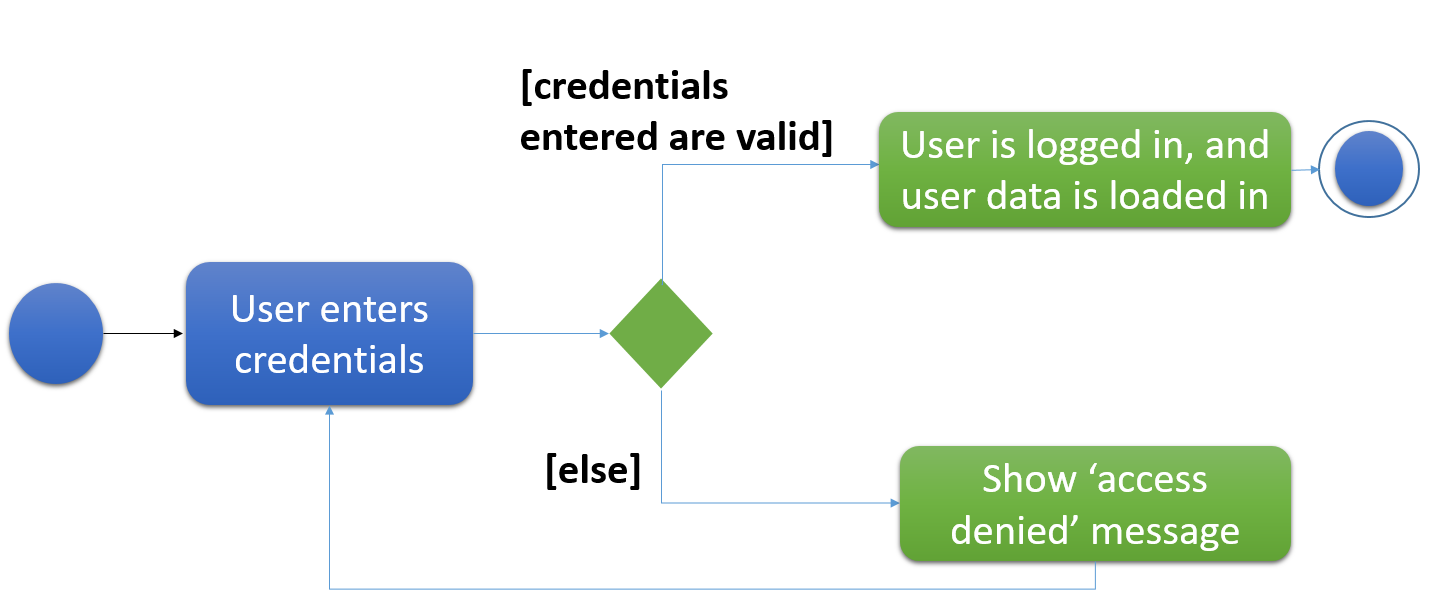 [credentials
entered are valid]
User is logged in, and
user data is loaded in
User enters
credentials
[else]
Show ‘access
denied’ message